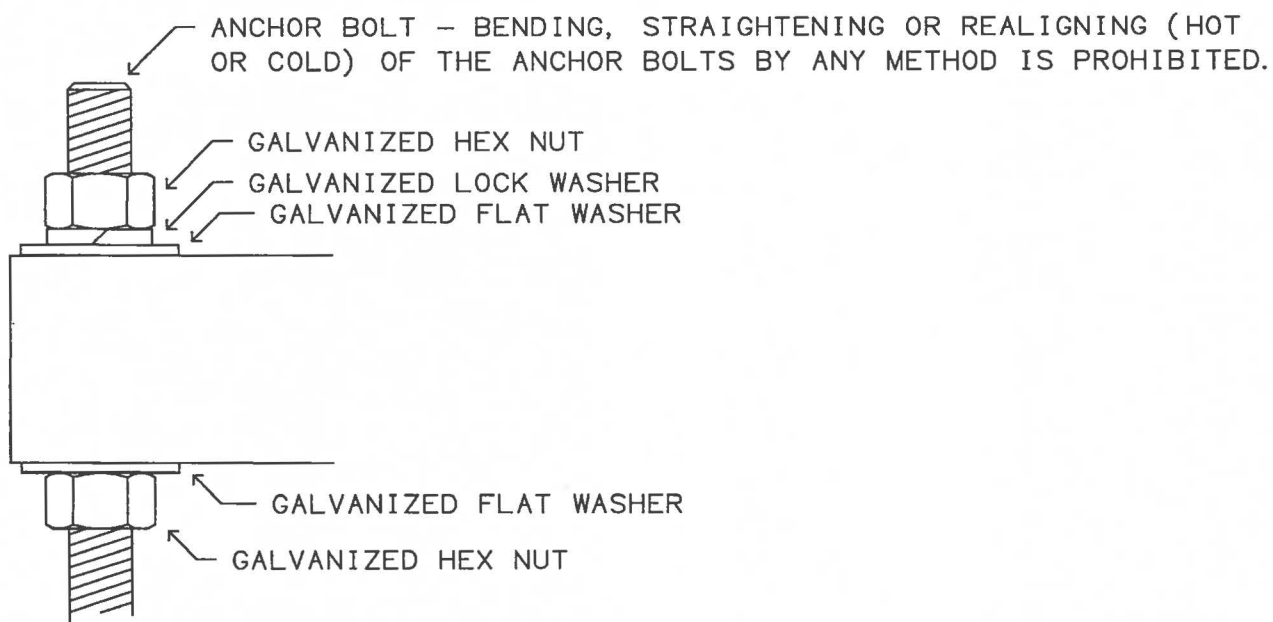 ANCHOR BOLT – BENDING, STRAIGHTENING OR REALIGNING (HOT
OR COLD) OF THE ANCHOR BOLTS BY ANY METHOD IS PROHIBITED.
GALVANIZED HEX NUT
GALVANIZED LOCK WASHER
GALVANIZED FLAT WASHER
GALVANIZED FLAT WASHER
GALVANIZED HEX NUT